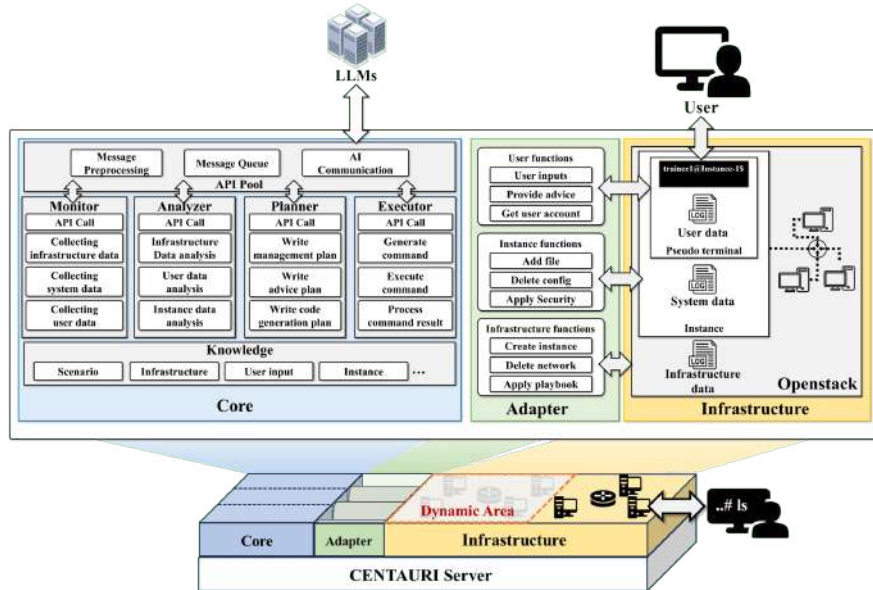 LLMs
User
Message
Preprocessing
Message Queue
AI
Communication
API Pool
Monitor
API Call
Collecting
infrastructure data
Collecting
system data
Collecting
user data
Analyzer
API Call
Infrastructure
Data analysis
User data
analysis
Instance data
analysis
Planner
API Call
Write
management plan
Write
advice plan
Write code
generation plan
Executor
API Call
Generate
command
Execute
command
Process
command result
Knowledge
Scenario
Infrastructure
User input
Instance
...
Core
User functions
User inputs
Provide advice
Get user account
Instance functions
Add file
Delete config
Apply Security
Infrastructure functions
Create instance
Delete network
Apply playbook
Adapter
trainee1@Instance-1$
LOG
User data
Pseudo terminal
LOG
System data
Instance
LOG
Infrastructure
data
Openstack
Infrastructure
Dynamic Area
..# ls
Core
Adapter
Infrastructure
CENTAURI Server